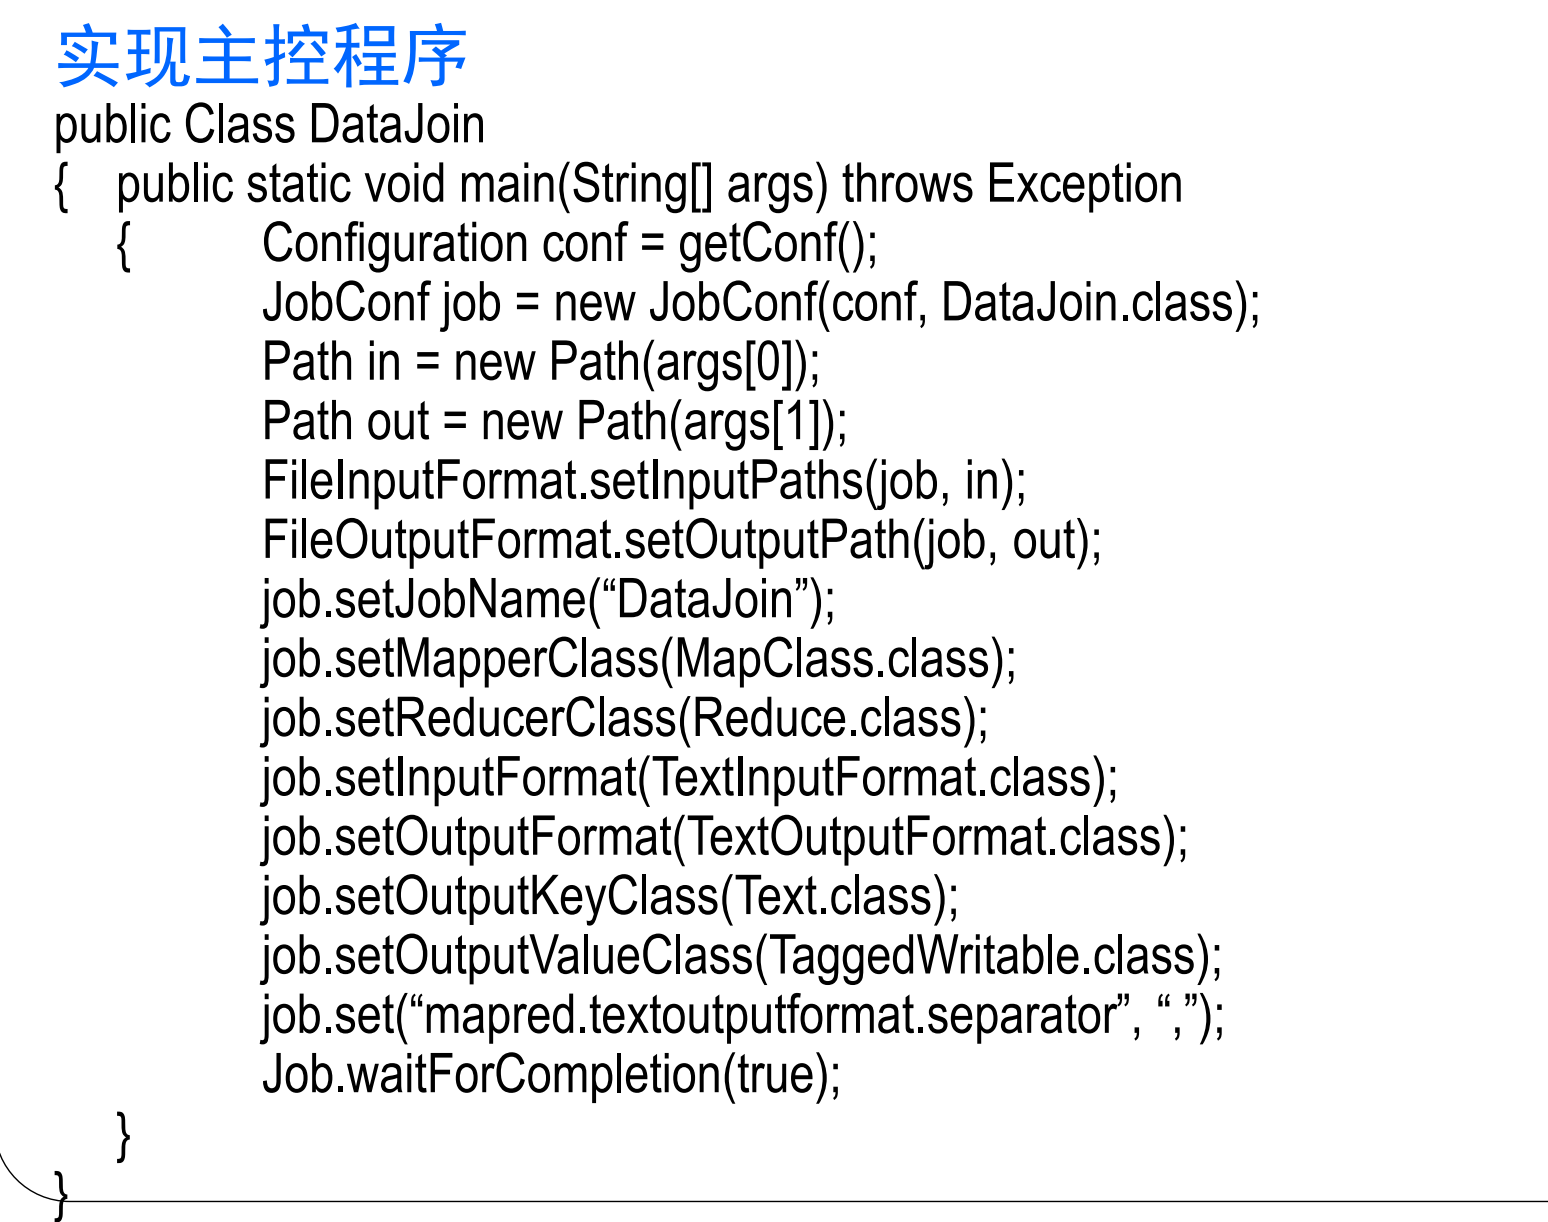 实现主控程序
public Class DataJoin
{ public static void main(String[] args) throws Exception
{ Configuration conf = getConf();
JobConf job = new JobConf(conf, DataJoin.class);
Path in = new Path(args[0]);
Path out = new Path(args[1]);
FileInputFormat.setInputPaths(job, in);
FileOutputFormat.setOutputPath(job, out);
job.setJobName(“DataJoin”);
job.setMapperClass(MapClass.class);
job.setReducerClass(Reduce.class);
job.setInputFormat(TextInputFormat.class);
job.setOutputFormat(TextOutputFormat.class);
job.setOutputKeyClass(Text.class);
job.setOutputValueClass(TaggedWritable.class);
job.set(“mapred.textoutputformat.separator”, “,”);
Job.waitForCompletion(true);
}
}